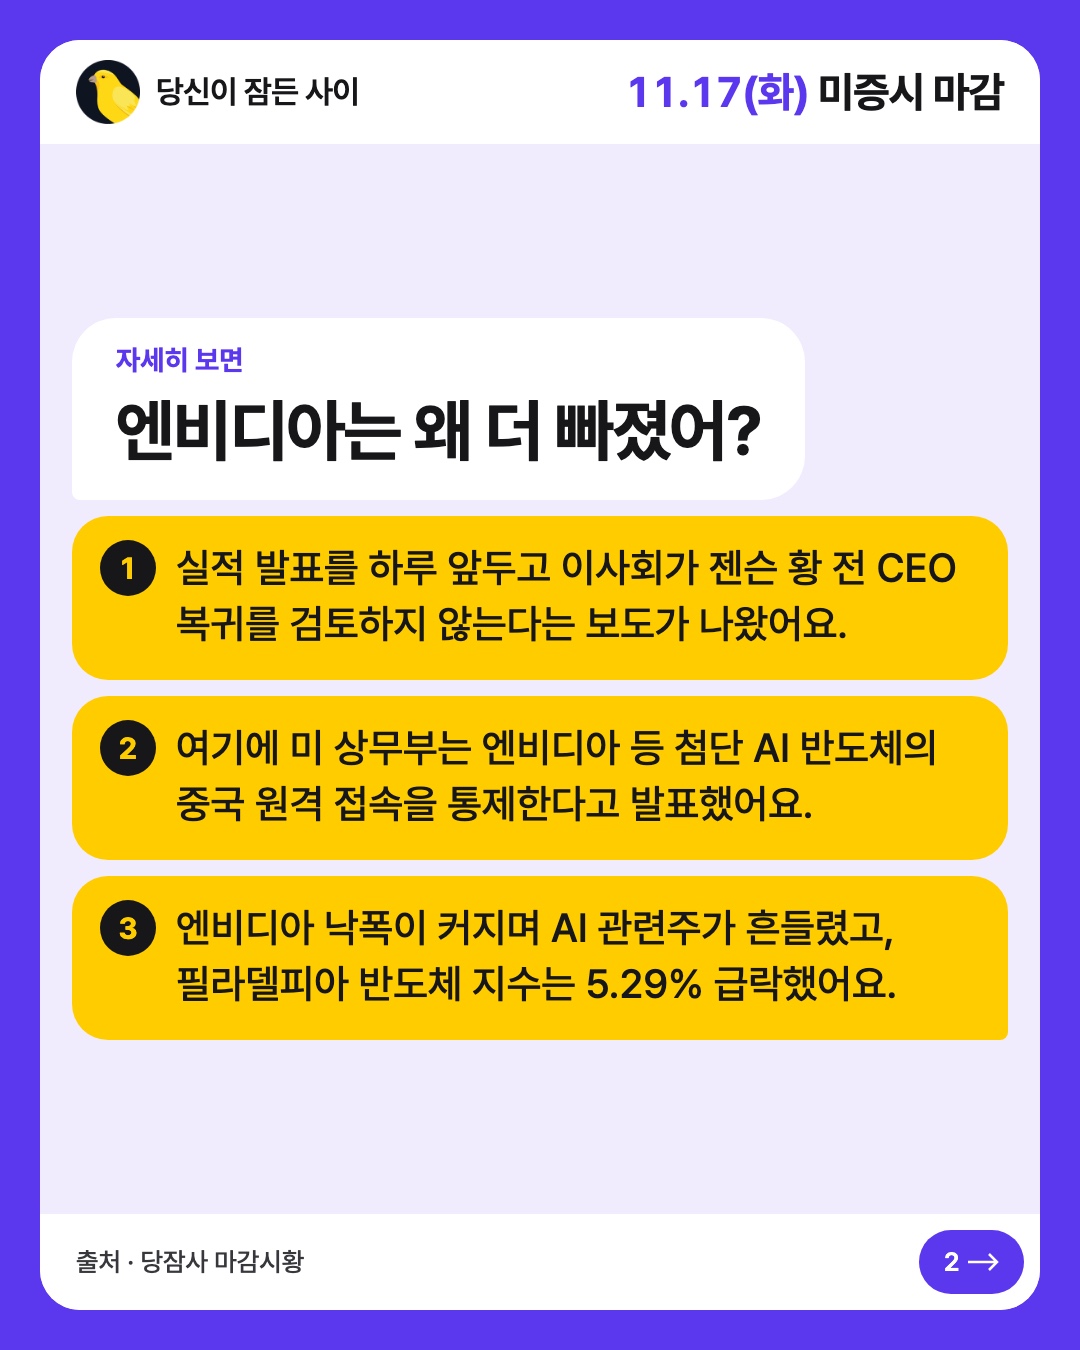 당신이 잠든 사이
11.17(화) 미증시 마감
자세히 보면
엔비디아는 왜 더 빠졌어?
1 실적 발표를 하루 앞두고 이사회가 젠슨 황 전 CEO
복귀를 검토하지 않는다는 보도가 나왔어요.
2 여기에 미 상무부는 엔비디아 등 첨단 AI 반도체의
중국 원격 접속을 통제한다고 발표했어요.
3 엔비디아 낙폭이 커지며 AI 관련주가 흔들렸고,
필라델피아 반도체 지수는 5.29% 급락했어요.
출처 · 당잠사 마감시황
2 →